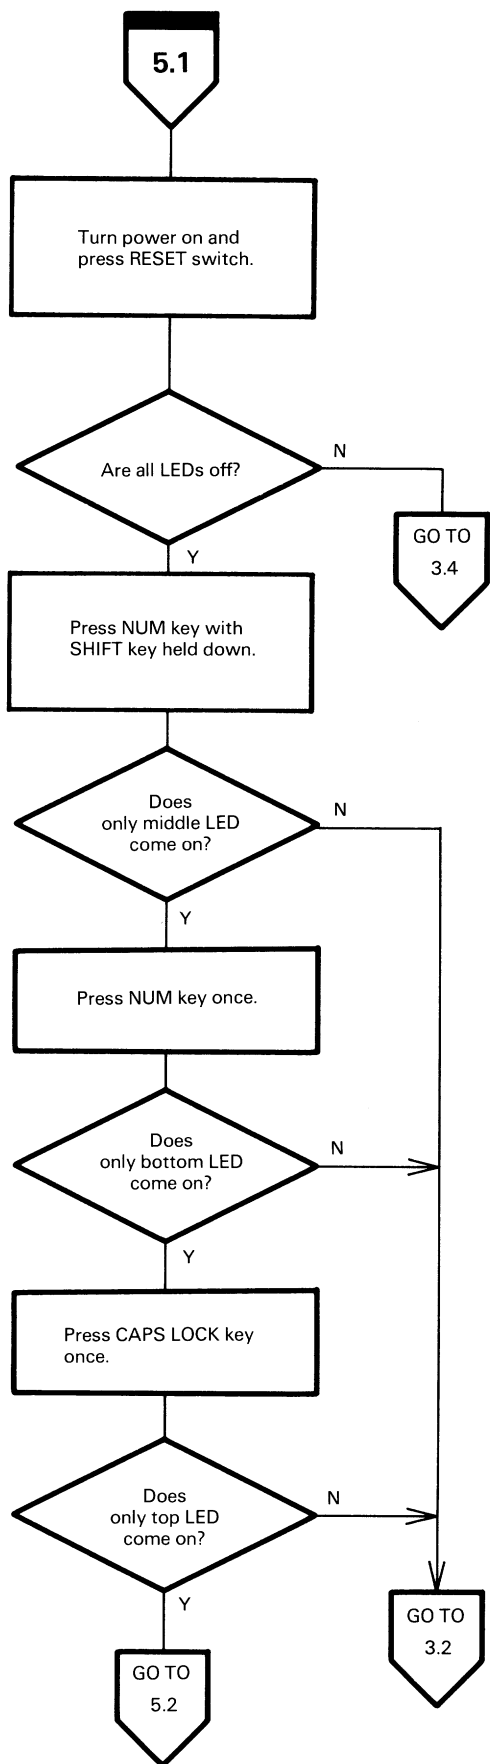 5.1
Turn power on and
press RESET switch.
Are all LEDs off?
N
GO TO
3.4
Y
Press NUM key with
SHIFT key held down.
Does
only middle LED
come on?
N
Y
Press NUM key once.
Does
only bottom LED
come on?
N
Y
Press CAPS LOCK key
once.
Does
only top LED
come on?
N
Y
GO TO
3.2
GO TO
5.2